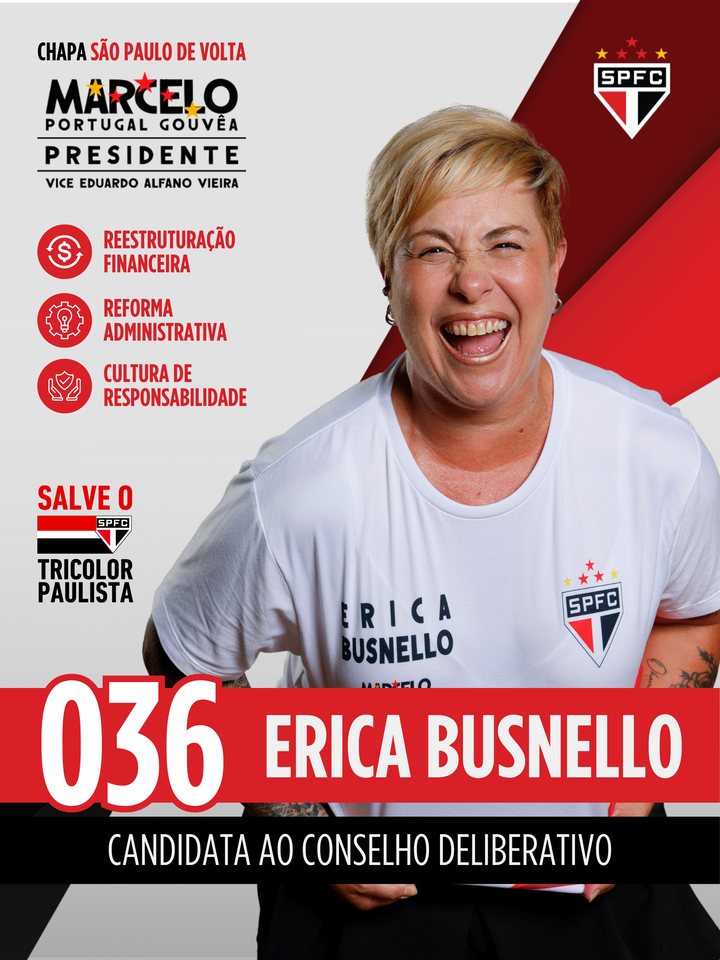 CHAPA SÃO PAULO DE VOLTA
MARCELO
PORTUGAL GOUVÊA
PRESIDENTE
VICE EDUARDO ALFANO VIEIRA
SPFC
REESTRUTURAÇÃO
FINANCEIRA
REFORMA
ADMINISTRATIVA
CULTURA DE
RESPONSABILIDADE
SALVE O
SPFC
TRICOLOR
PAULISTA
ERICA
BUSNELLO
MARCELO
SPFC
036 ERICA BUSNELLO
CANDIDATA AO CONSELHO DELIBERATIVO